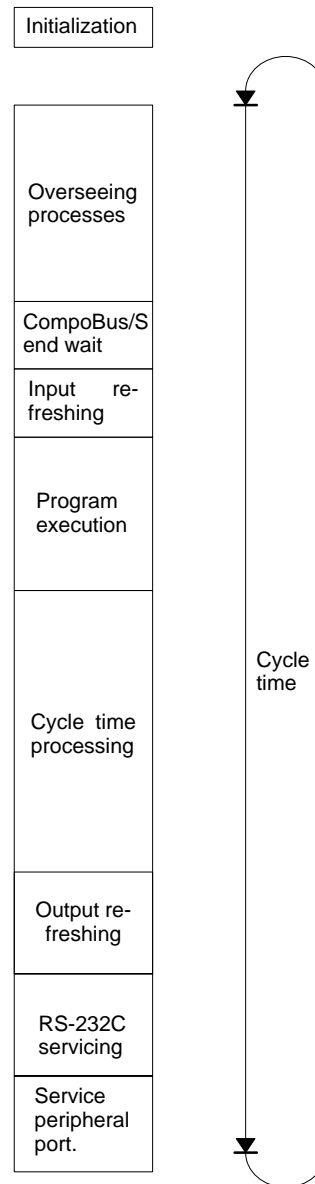 Initialization
Overseeing
processes
CompoBus/S
end wait
Input re-
freshing
Program
execution
Cycle time
processing
Cycle
time
Output re-
freshing
RS-232C
servicing
Service
peripheral
port.